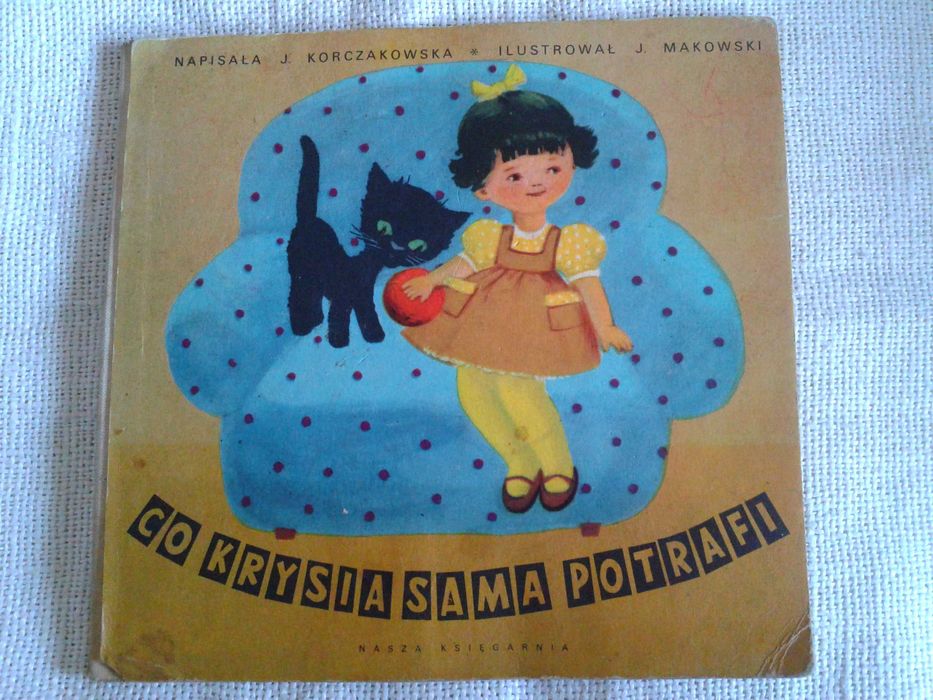 NAPISAŁA J. KORCZAKOWSKA * ILUSTROWAŁ J. MAKOWSKI
CO KRYSIA SAMA POTRAFI
NASZA KSIĘGARNIA